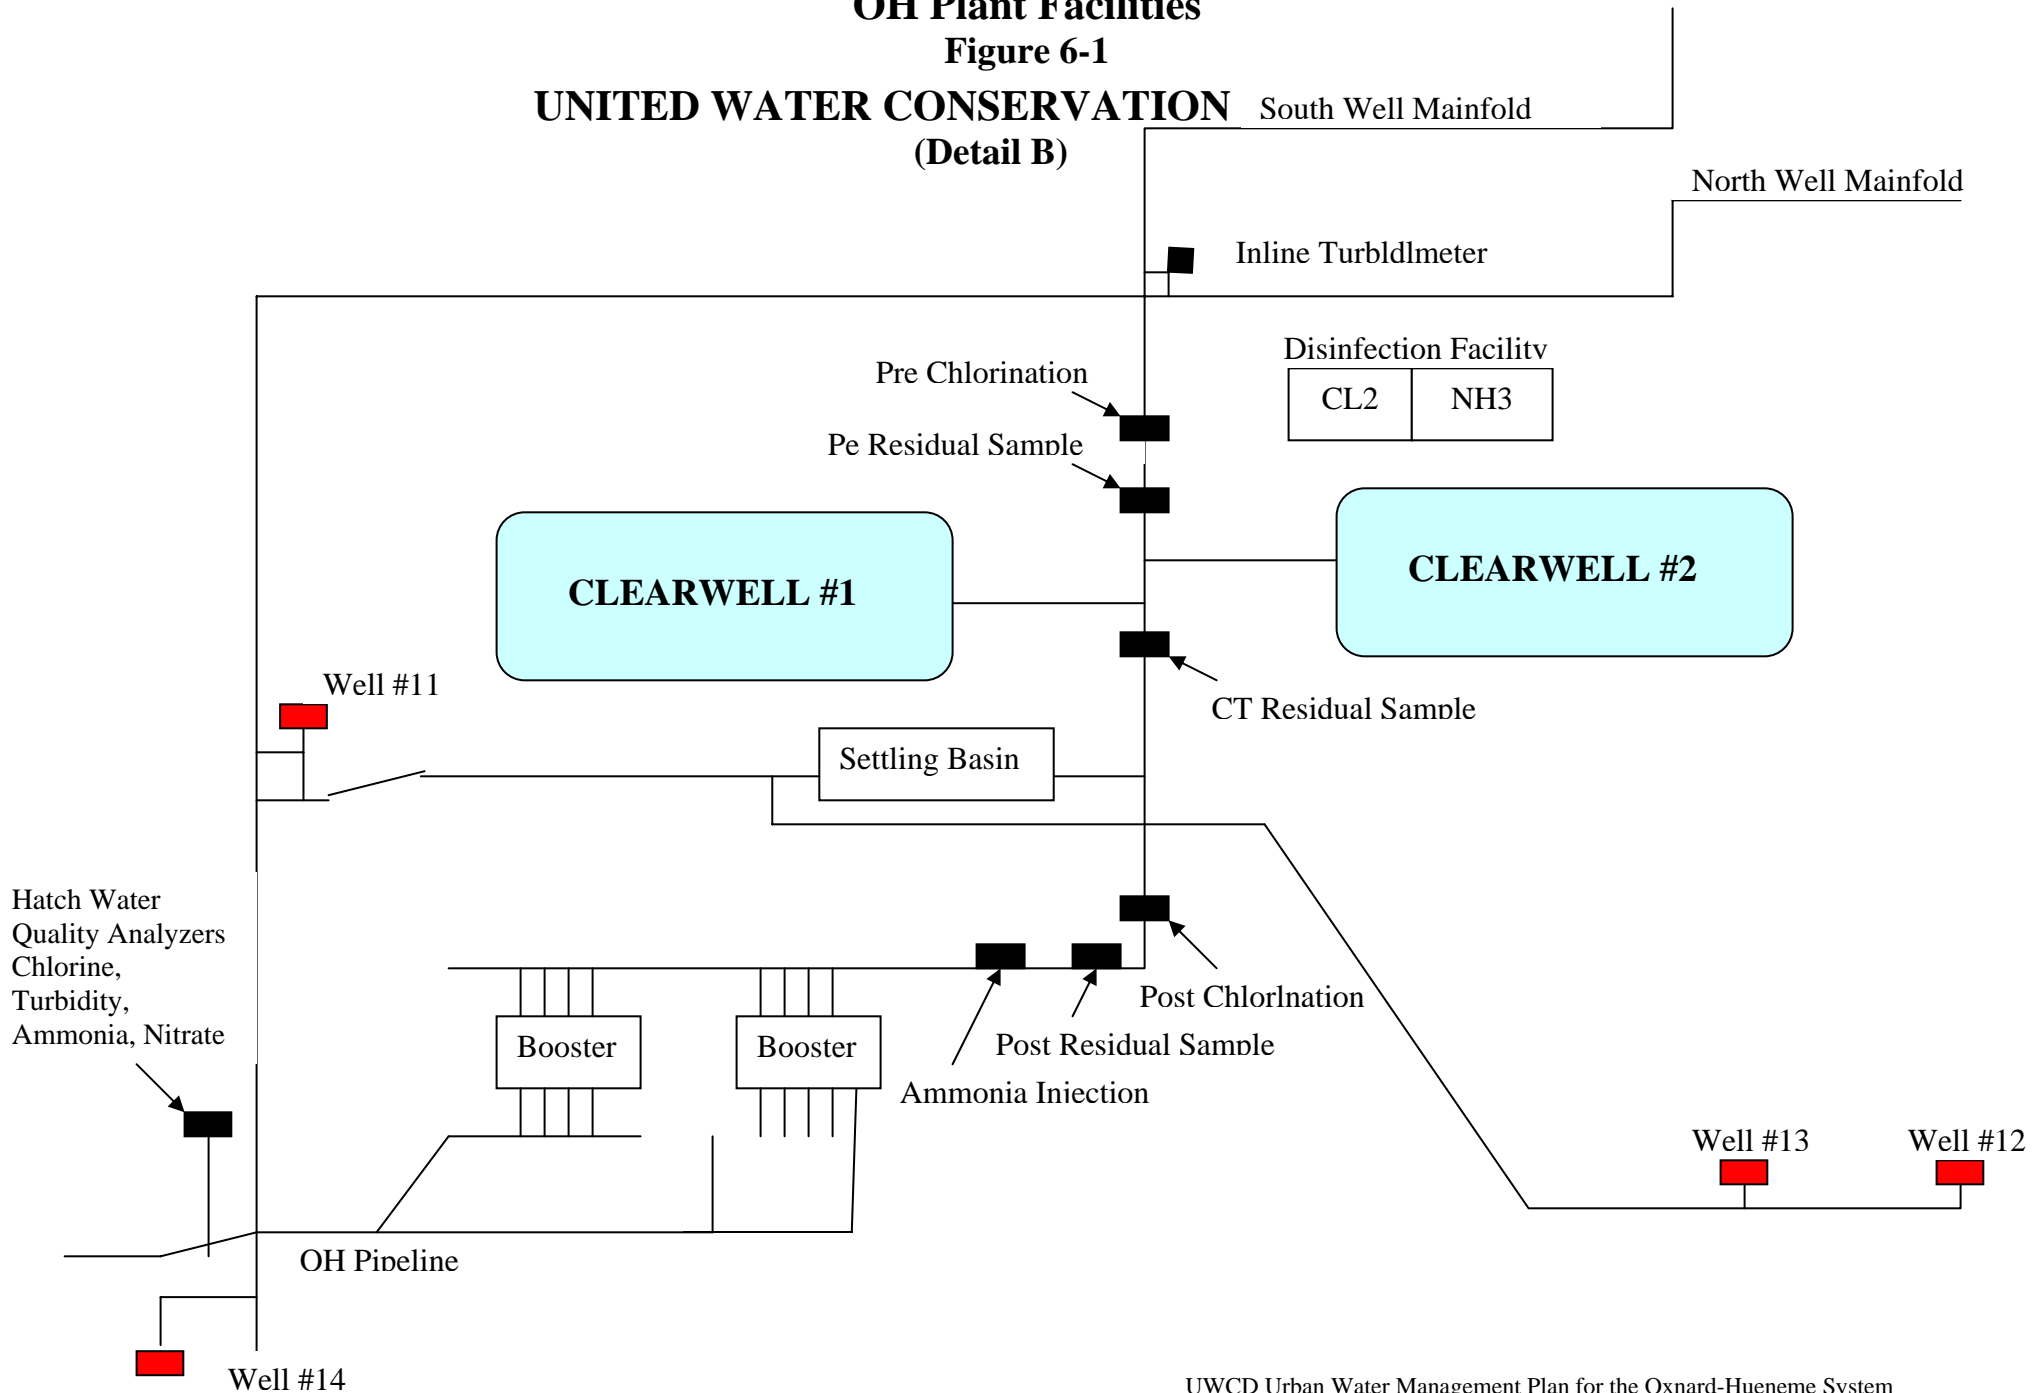 OH Plant Facilities
Figure 6-1
UNITED WATER CONSERVATION
(Detail B)
South Well Mainfold
North Well Mainfold
Inline Turbldlmeter
Disinfection Facility
CL2
NH3
Pre Chlorination
Pe Residual Sample
CLEARWELL #1
CLEARWELL #2
CT Residual Sample
Well #11
Settling Basin
Hatch Water
Quality Analyzers
Chlorine,
Turbidity,
Ammonia, Nitrate
Post Chlorlnation
Post Residual Sample
Ammonia Injection
Booster
Booster
Well #13
Well #12
OH Pipeline
Well #14
UWCD Urban Water Management Plan for the Oxnard-Hueneme System